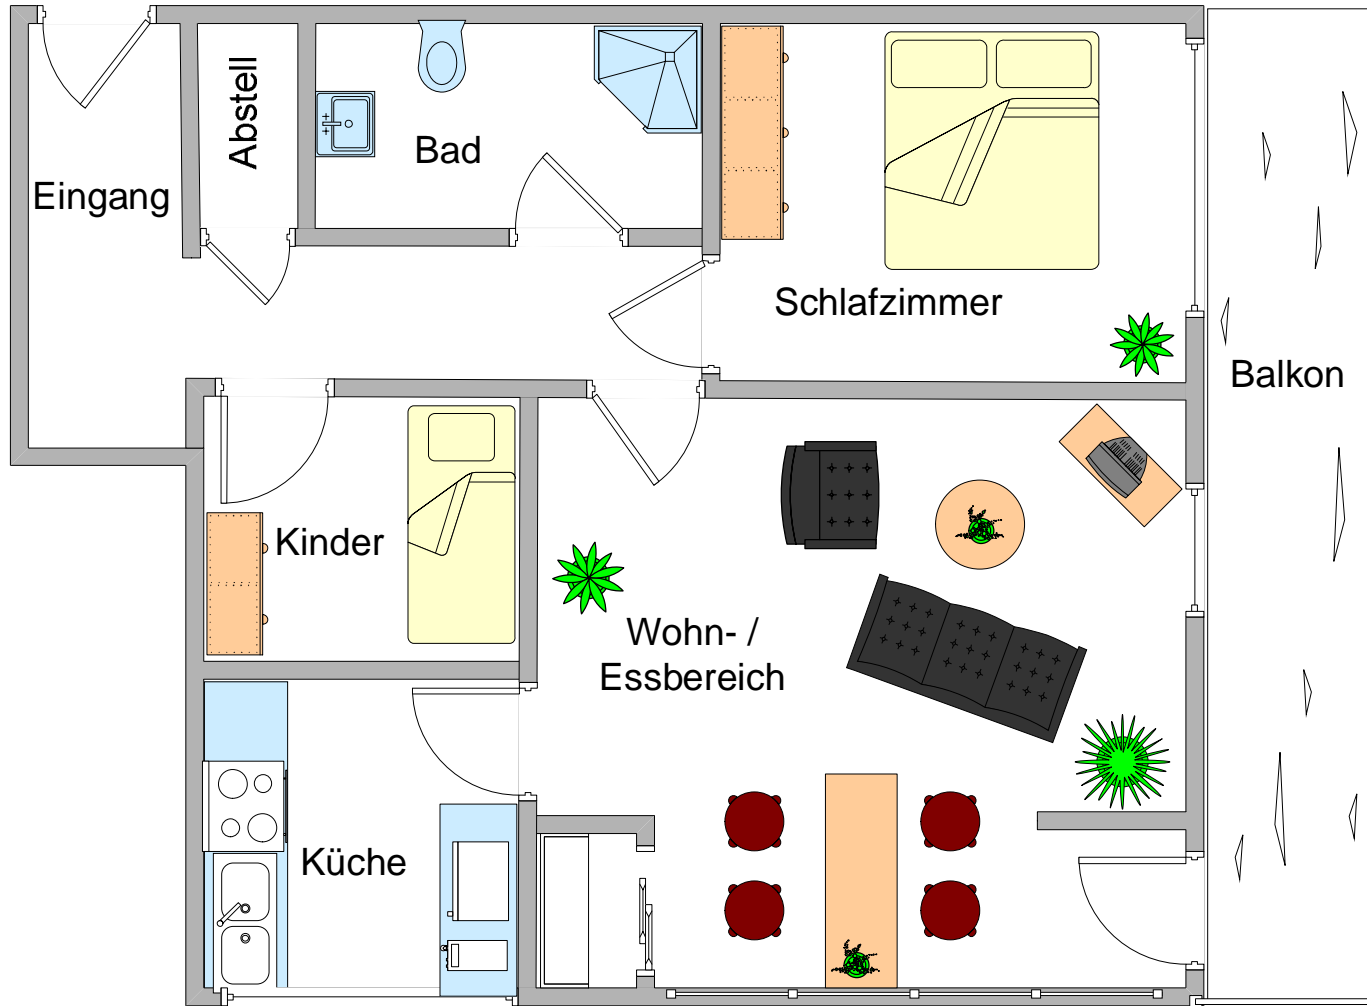 Eingang
Abstell
Bad
Schlafzimmer
Balkon
Kinder
Wohn- /
Essbereich
Küche